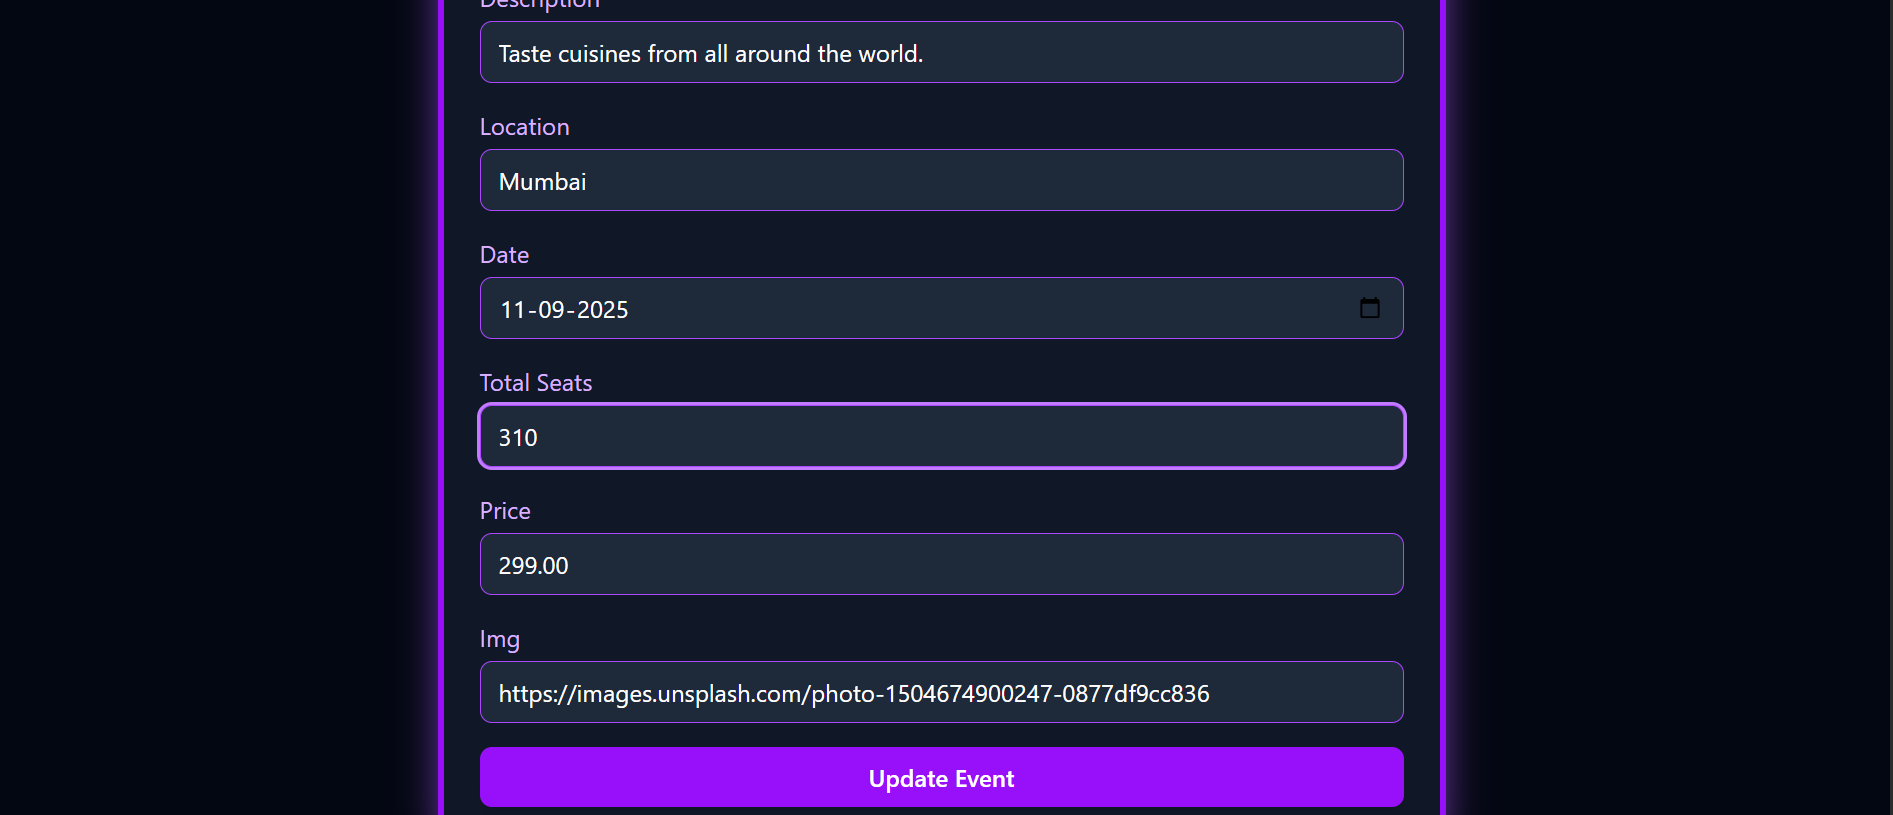 Description
Taste cuisines from all around the world.
Location
Mumbai
Date
11-09-2025
Total Seats
310
Price
299.00
Img
https://images.unsplash.com/photo-1504674900247-0877df9cc836
Update Event